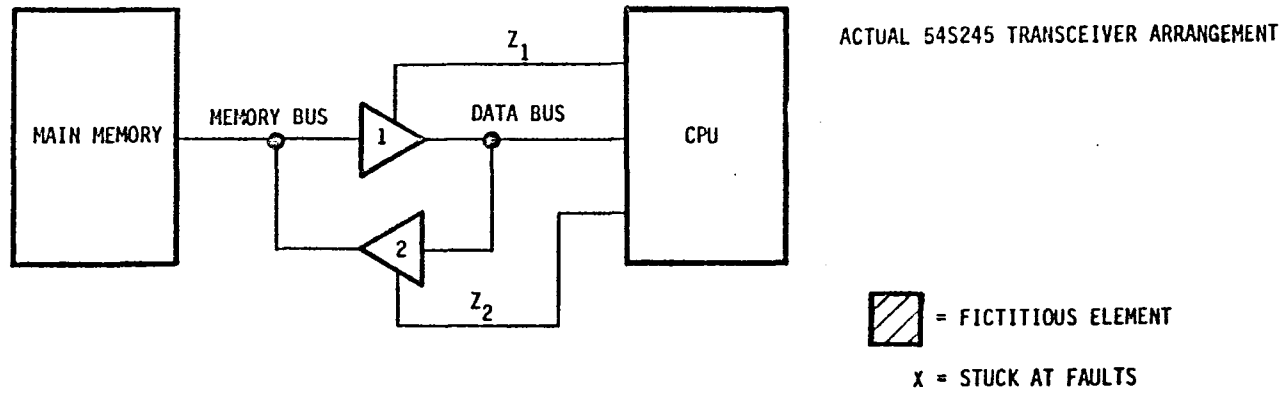 ACTUAL 54S245 TRANSCEIVER ARRANGEMENT
Z1
MEMORY BUS
DATA BUS
MAIN MEMORY
1
CPU
2
Z2
= FICTITIOUS ELEMENT
X = STUCK AT FAULTS